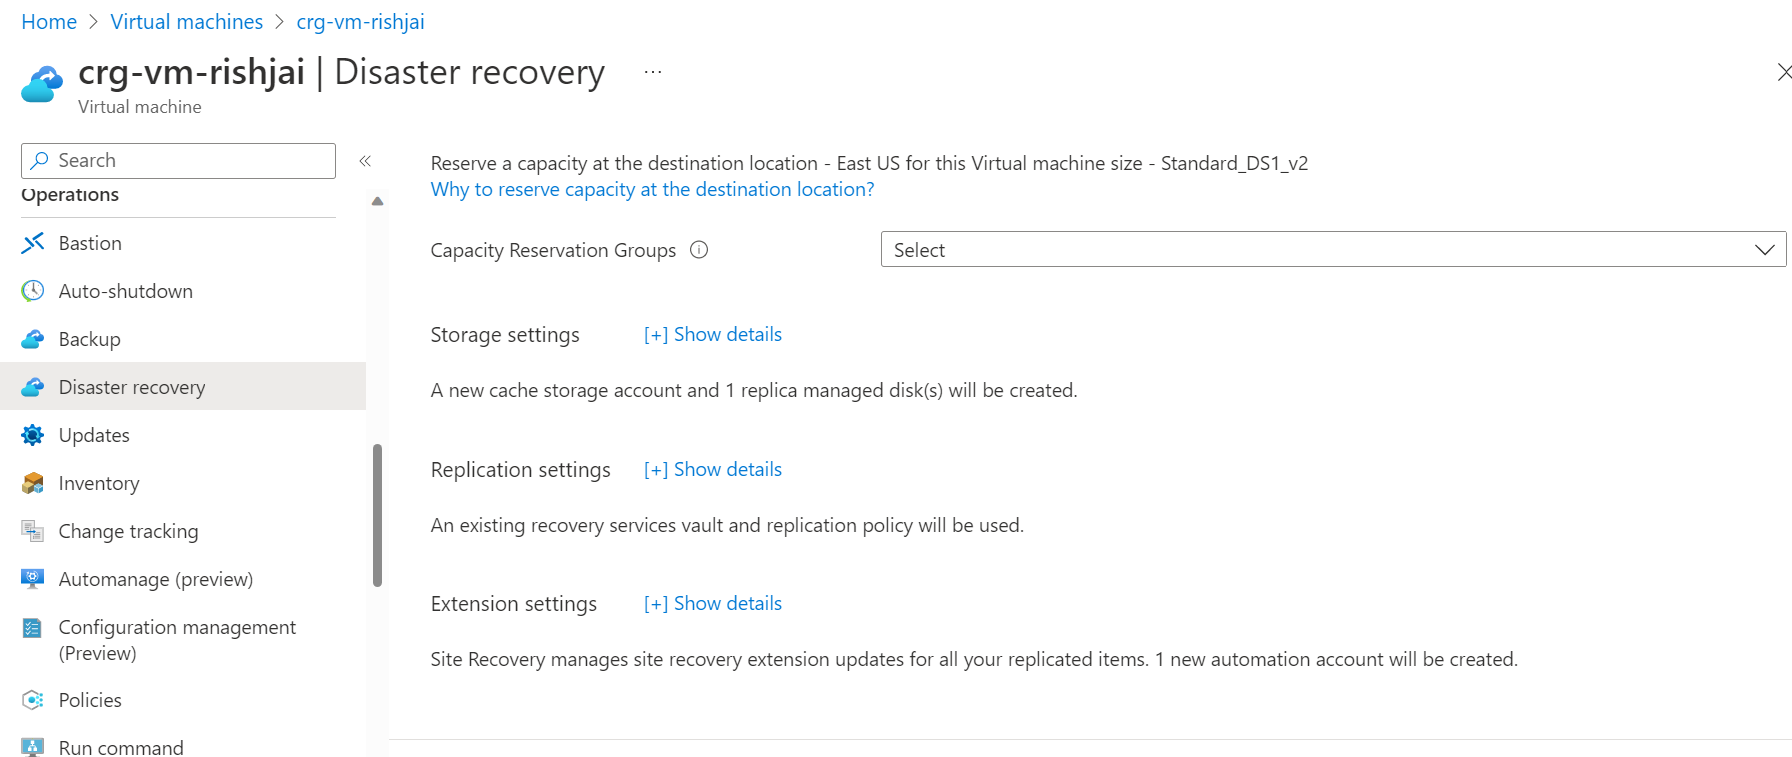 Home > Virtual machines > crg-vm-rishjai
crg-vm-rishjai | Disaster recovery ...
Virtual machine
Search
«
Operations
Bastion
Auto-shutdown
Backup
Disaster recovery
Updates
Inventory
Change tracking
Automanage (preview)
Configuration management
(Preview)
Policies
Run command
Reserve a capacity at the destination location - East US for this Virtual machine size - Standard_DS1_v2
Why to reserve capacity at the destination location?
Capacity Reservation Groups
Select
Storage settings [+] Show details
A new cache storage account and 1 replica managed disk(s) will be created.
Replication settings [+] Show details
An existing recovery services vault and replication policy will be used.
Extension settings [+] Show details
Site Recovery manages site recovery extension updates for all your replicated items. 1 new automation account will be created.